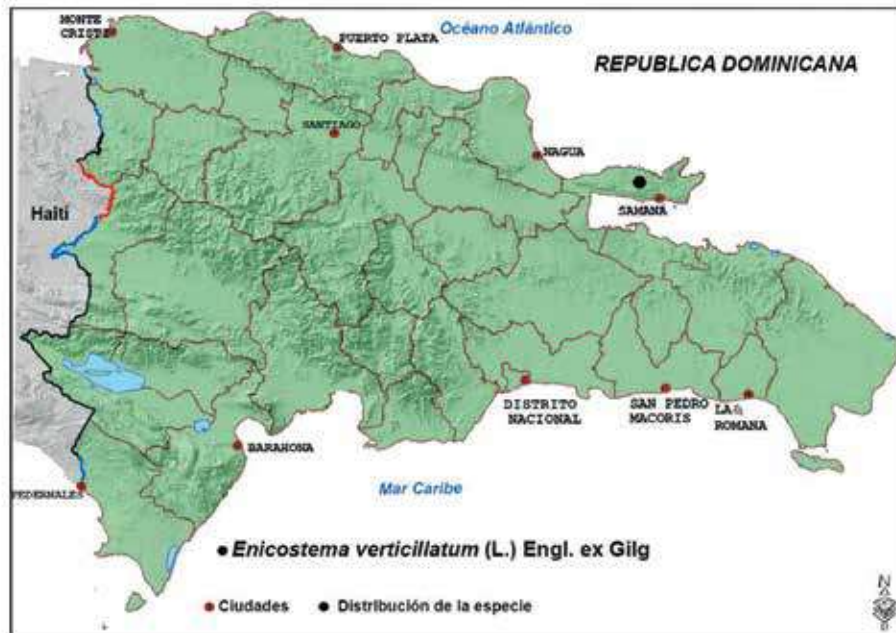 MONTE
CRISTI
PUERTO PLATA
Océano Atlántico
REPUBLICA DOMINICANA
SANTIAGO
NAGUA
Haití
SAMANA
DISTRITO
NACIONAL
SAN PEDRO
MACORIS
LA
ROMANA
BARAHONA
PEDERNALES
Mar Caribe
● Enicostema verticillatum (L.) Engl. ex Gilg
● Ciudades ● Distribución de la especie
N